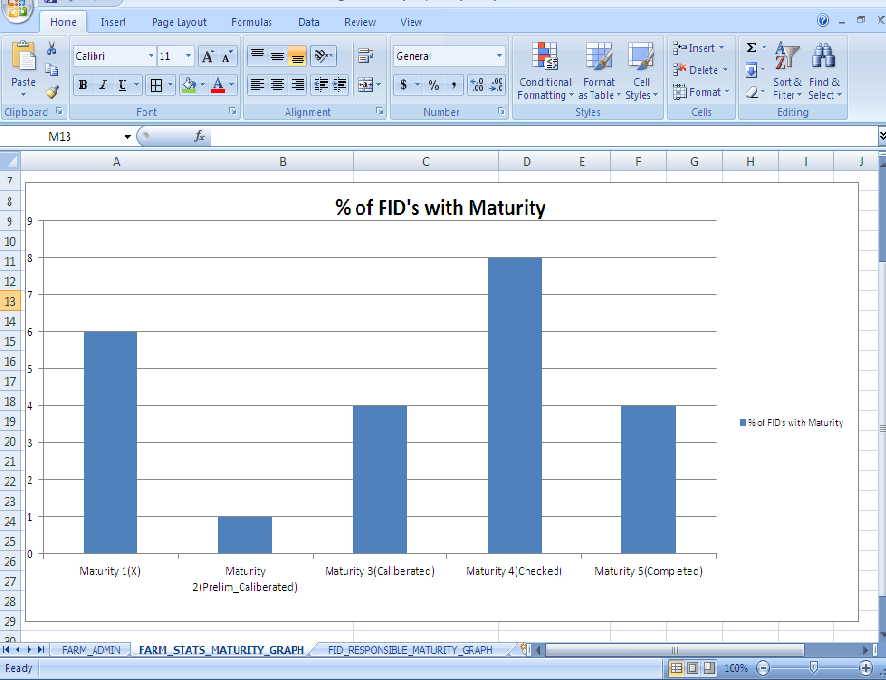 Home Insert Page Layout Formulas Data Review View
Paste
Calibri 11
A A
General
B I U
A
$ % ,
Conditional Formatting
Format as Table
Cell Styles
Insert
Delete
Format
Σ
Sort & Filter
Find & Select
Clipboard Font Alignment Number Styles Cells Editing
M13 fx
A B C D E F G H I J
7
8
9
10
11
12
13
14
15
16
17
18
19
20
21
22
23
24
25
26
27
28
29
30
% of FID's with Maturity
9
8
7
6
5
4
3
2
1
0
Maturity 1(X)
Maturity
2(Prelim_Caliberated)
Maturity 3(Caliberated)
Maturity 4(Checked)
Maturity 5(Completed)
% of FID's with Maturity
FARM_ADMIN FARM_STATS_MATURITY_GRAPH FID_RESPONSIBLE_MATURITY_GRAPH
Ready 100%